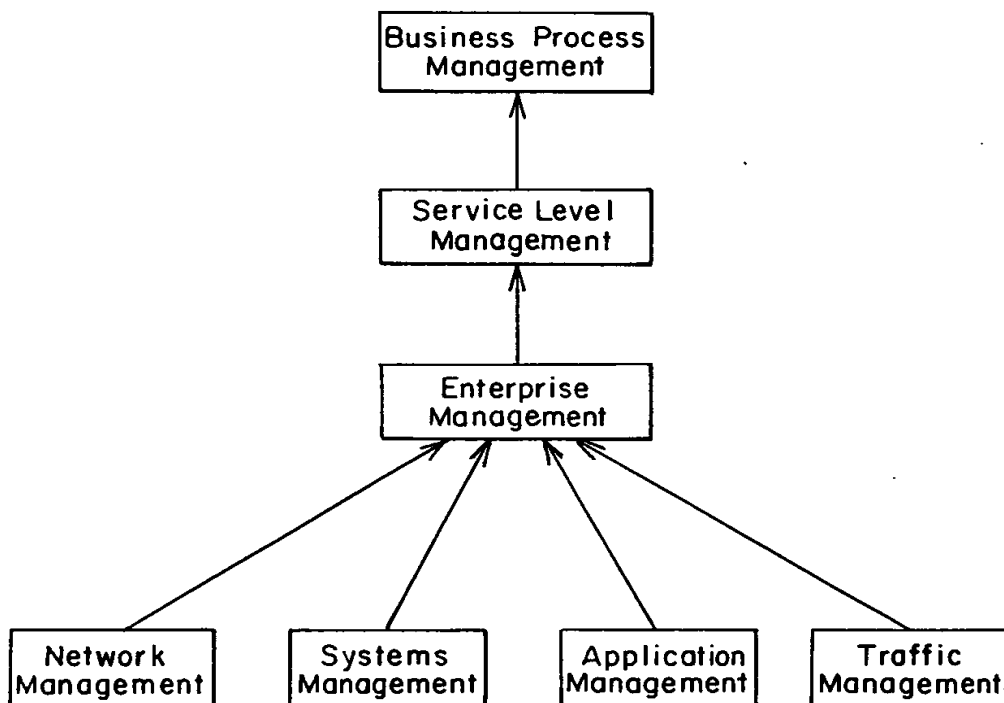 Business Process
Management
Service Level
Management
Enterprise
Management
Network
Management
Systems
Management
Application
Management
Traffic
Management